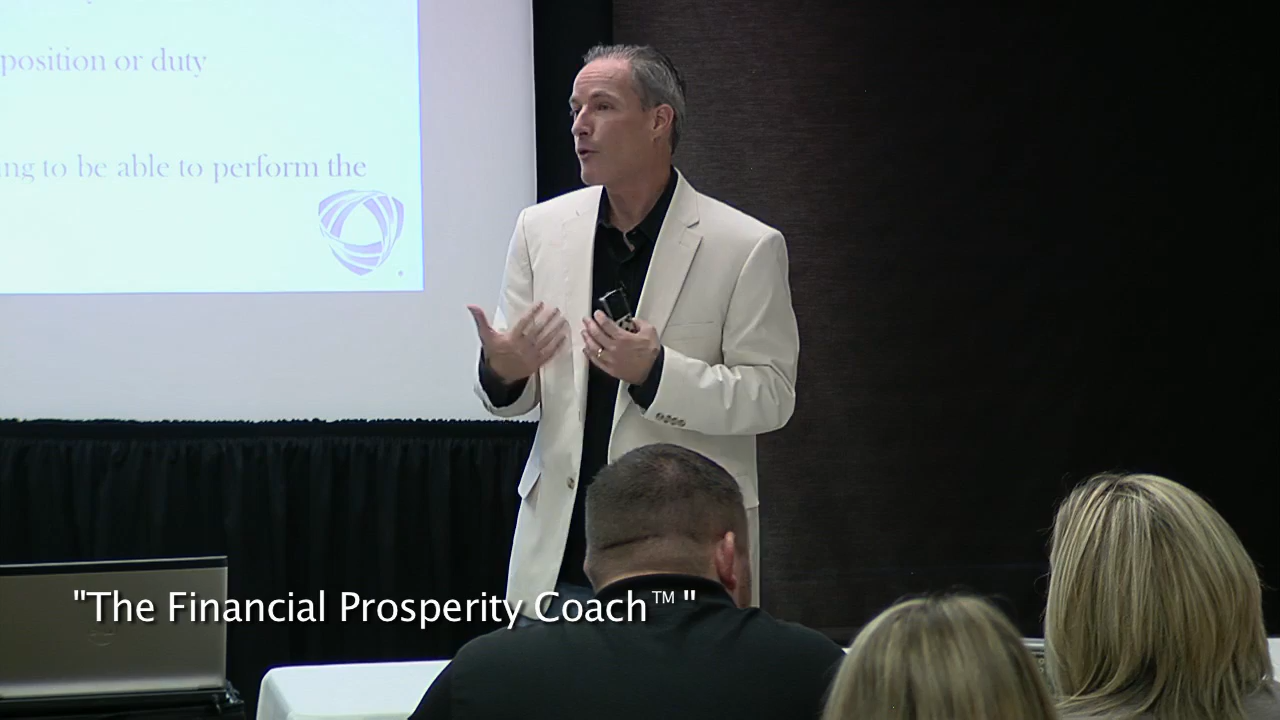 position or duty
ing to be able to perform the
"The Financial Prosperity Coach™"